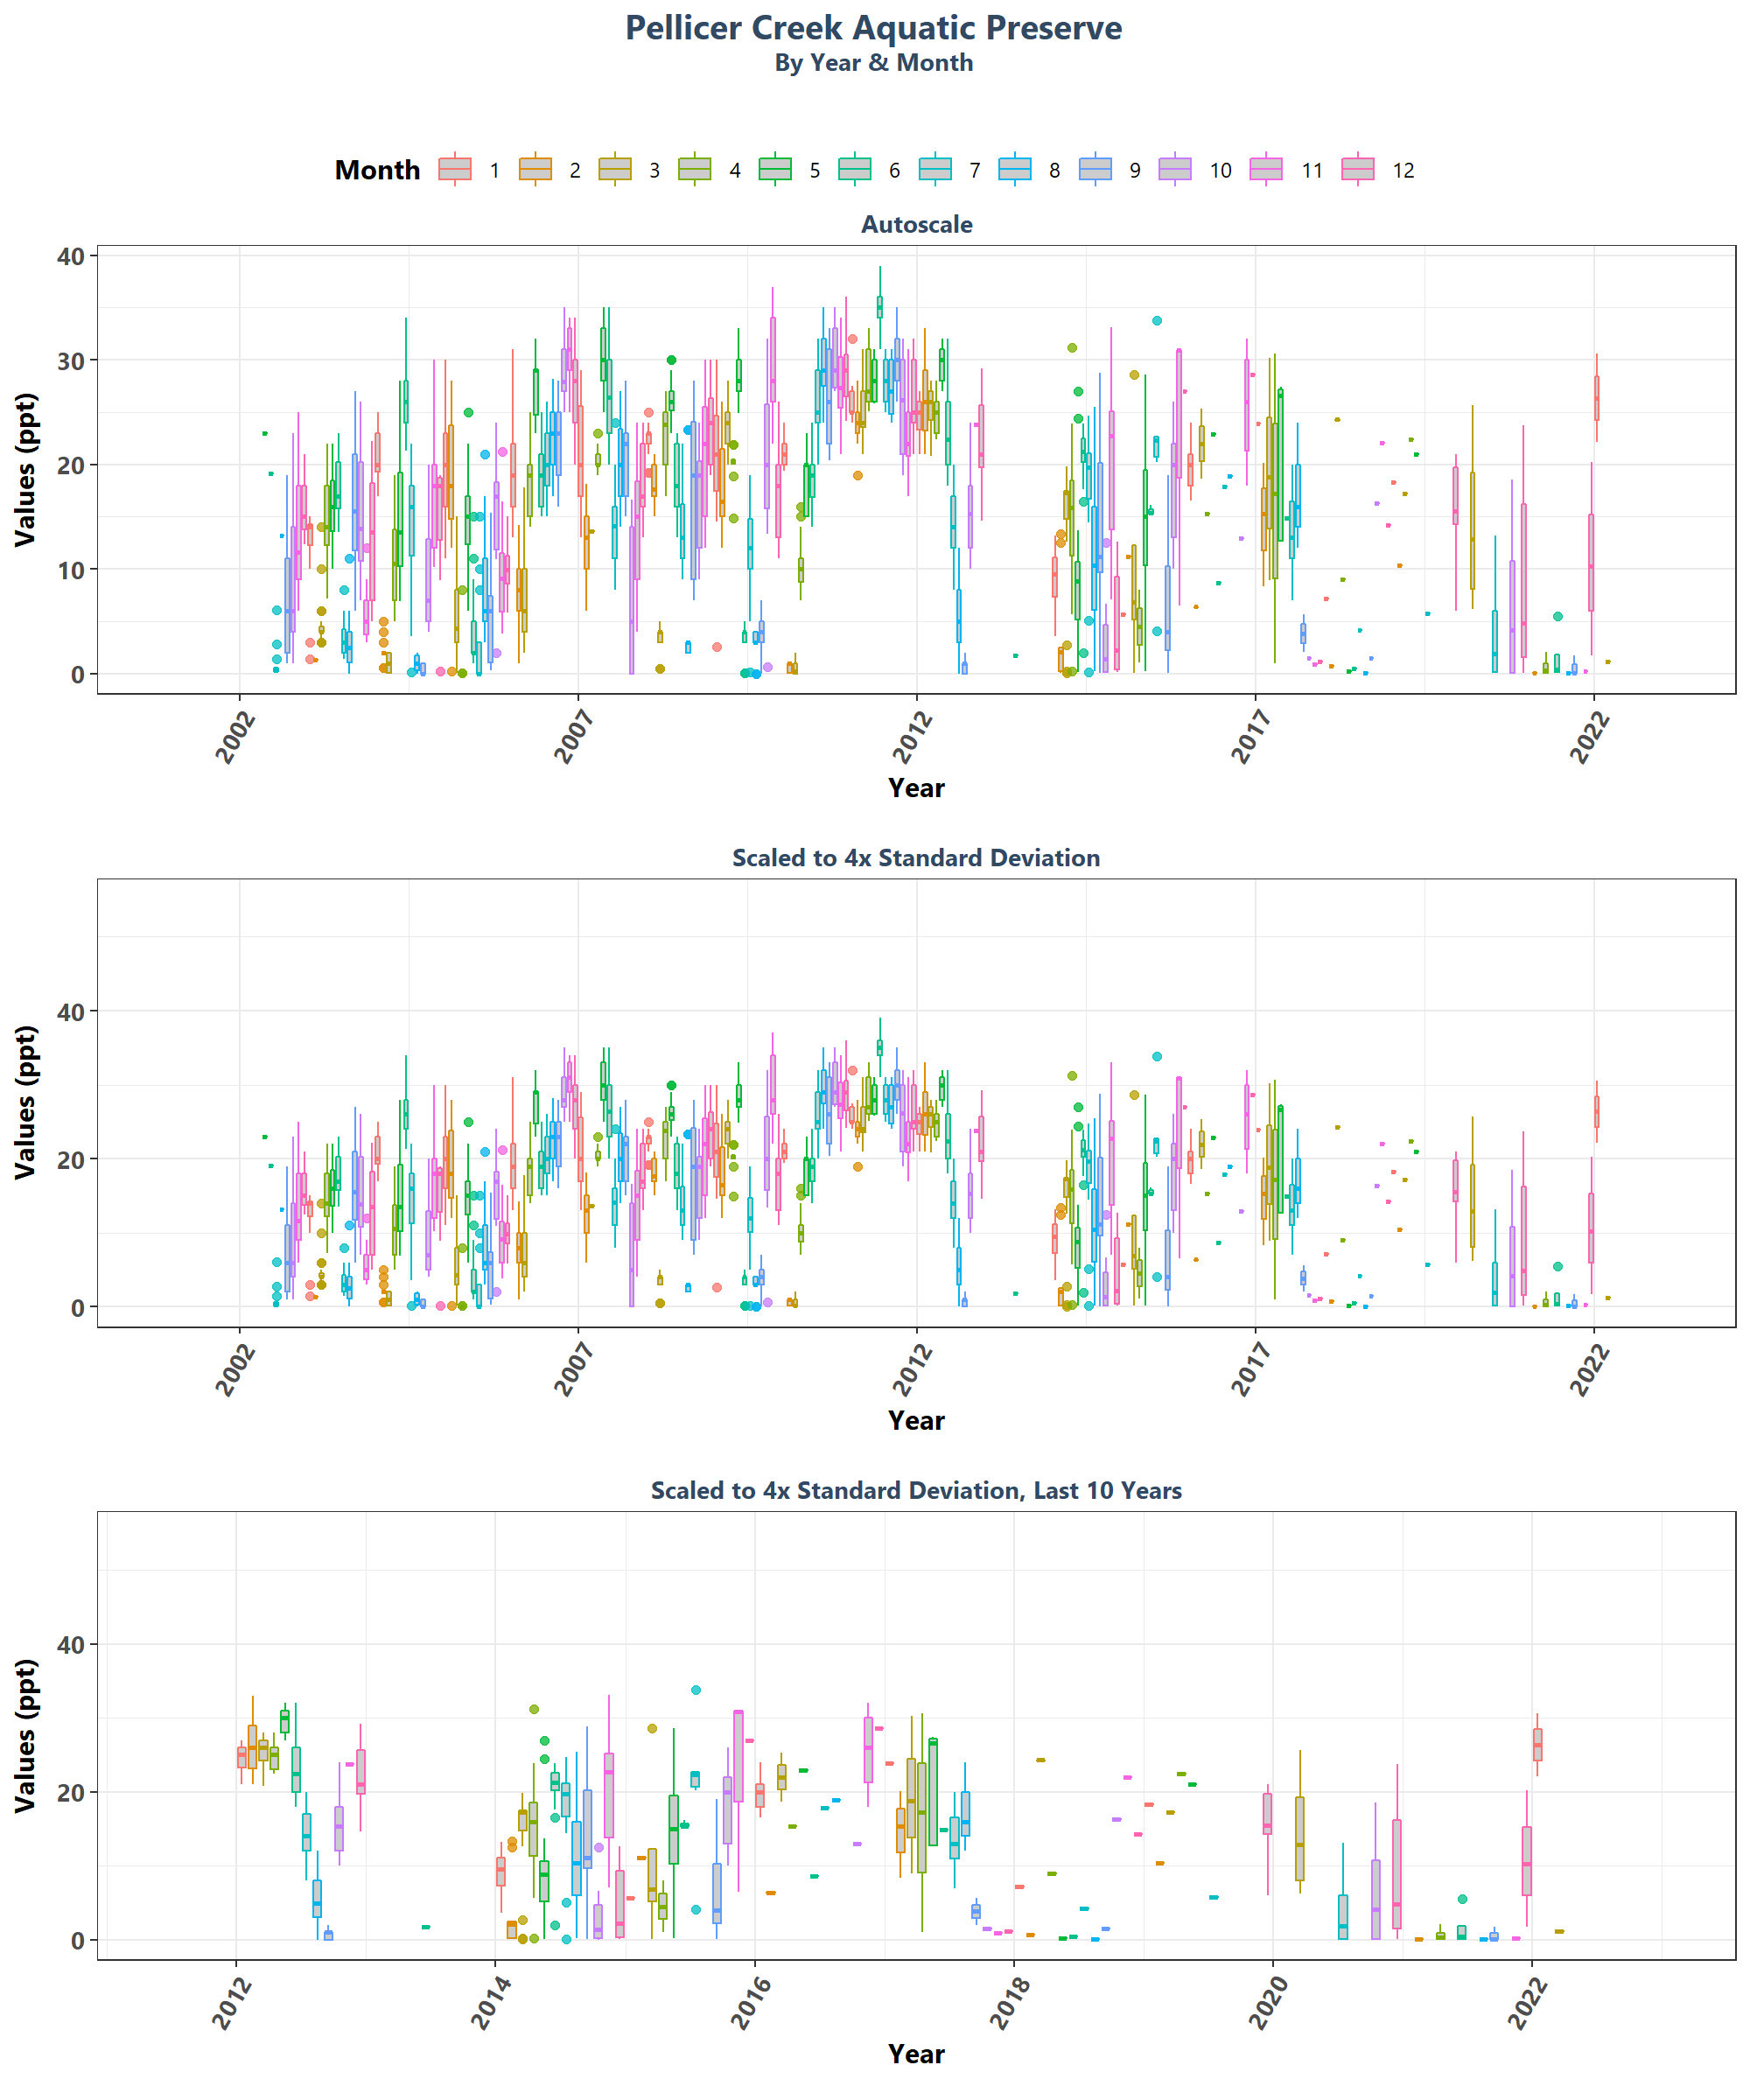 Pellicer Creek Aquatic Preserve
By Year & Month
Month 1 2 3 4 5 6 7 8 9 10 11 12
Autoscale
Values (ppt)
40
30
20
10
0
2002 2007 2012 2017 2022
Year
Scaled to 4x Standard Deviation
Values (ppt)
40
20
0
2002 2007 2012 2017 2022
Year
Scaled to 4x Standard Deviation, Last 10 Years
Values (ppt)
40
20
0
2012 2014 2016 2018 2020 2022
Year